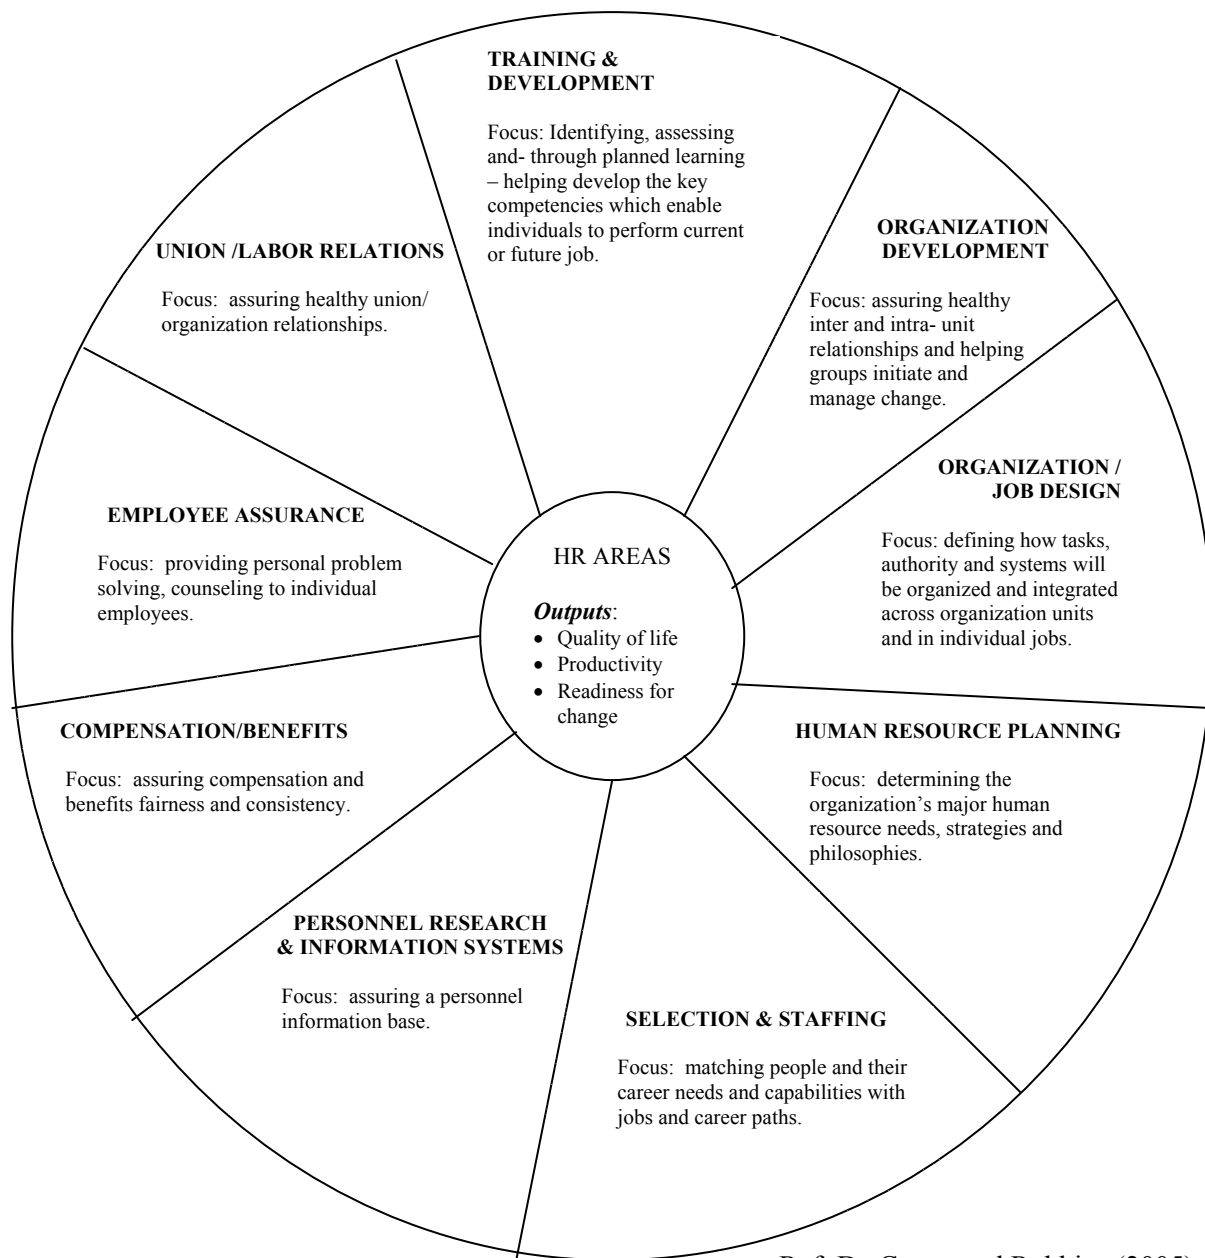 TRAINING &
DEVELOPMENT
Focus: Identifying, assessing
and- through planned learning
– helping develop the key
competencies which enable
individuals to perform current
or future job.
ORGANIZATION
DEVELOPMENT
Focus: assuring healthy
inter and intra- unit
relationships and helping
groups initiate and
manage change.
ORGANIZATION /
JOB DESIGN
Focus: defining how tasks,
authority and systems will
be organized and integrated
across organization units
and in individual jobs.
HUMAN RESOURCE PLANNING
Focus: determining the
organization’s major human
resource needs, strategies and
philosophies.
SELECTION & STAFFING
Focus: matching people and their
career needs and capabilities with
jobs and career paths.
PERSONNEL RESEARCH
& INFORMATION SYSTEMS
Focus: assuring a personnel
information base.
COMPENSATION/BENEFITS
Focus: assuring compensation and
benefits fairness and consistency.
EMPLOYEE ASSURANCE
Focus: providing personal problem
solving, counseling to individual
employees.
UNION /LABOR RELATIONS
Focus: assuring healthy union/
organization relationships.
HR AREAS
Outputs:
• Quality of life
• Productivity
• Readiness for
change
(2005)